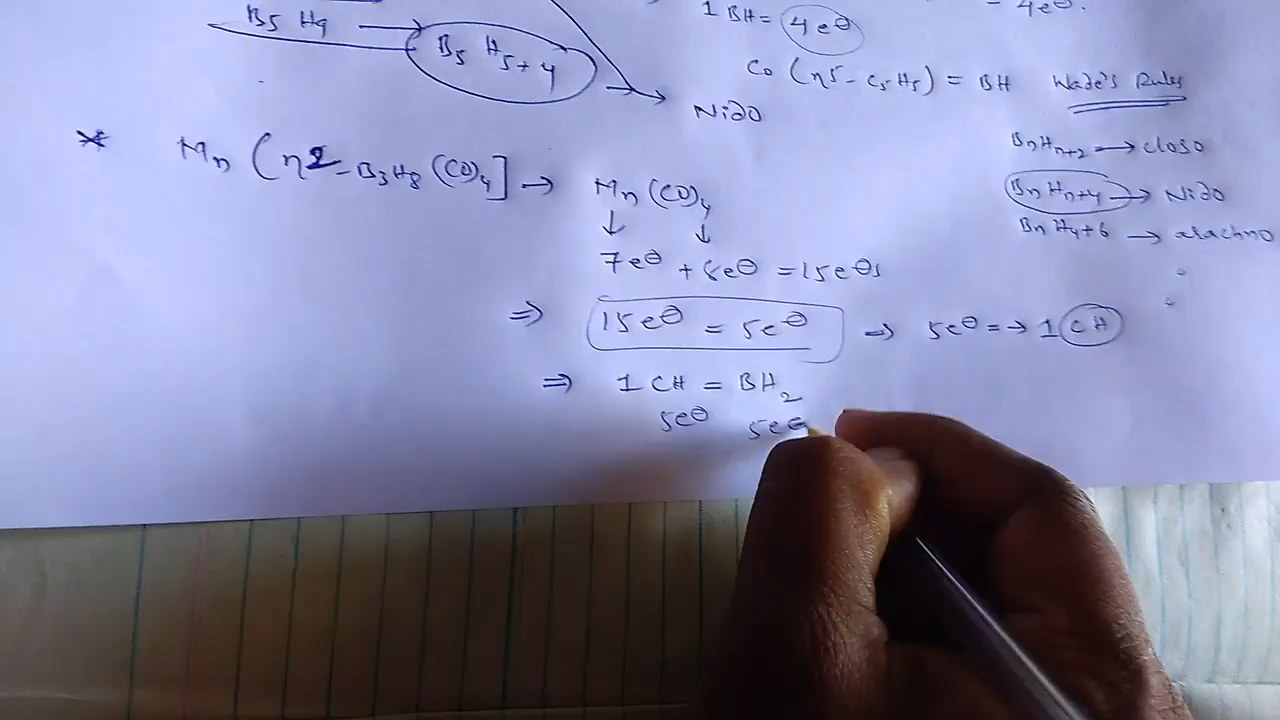 1 BH = 4e⊖
= 4e⊖.
B5 H9 → B5 H5+4
Co (η5 - C5H5) = BH
Wade's Rules
Nido
BnHn+2 → closo
* Mn (η2 - B3H8 (CO)4] → Mn (CO)4
BnHn+4 → Nido
BnH4+6 → arachno
7e⊖ + 8e⊖ = 15e⊖s
⇒ 15e⊖ = 5e⊖ ⇒ 5e⊖ = → 1 CH
⇒ 1 CH = BH2
5e⊖ 5e⊖